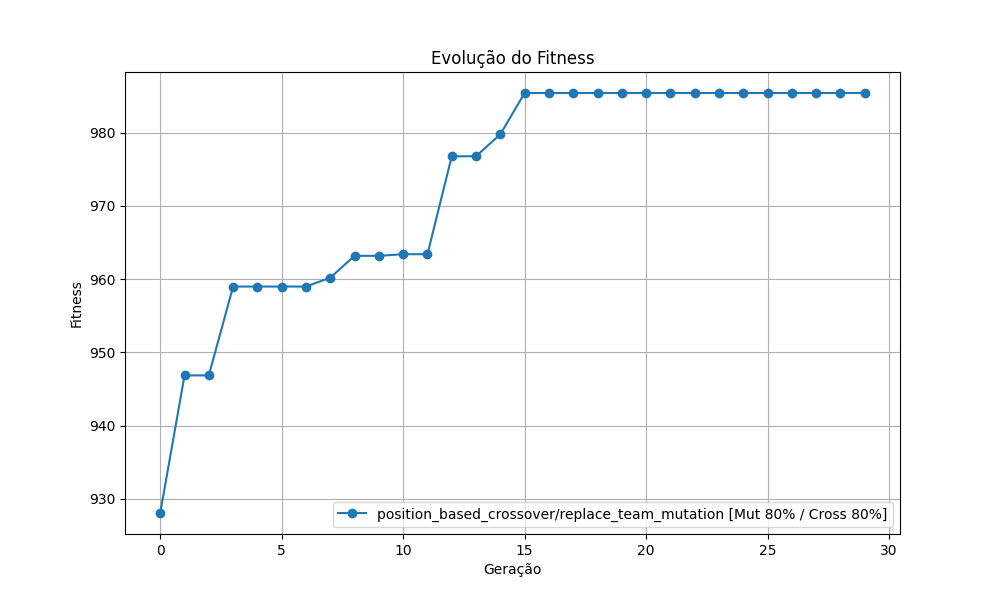 Evolução do Fitness
Fitness
980
970
960
950
940
930
position_based_crossover/replace_team_mutation [Mut 80% / Cross 80%]
0 5 10 15 20 25 30
Geração